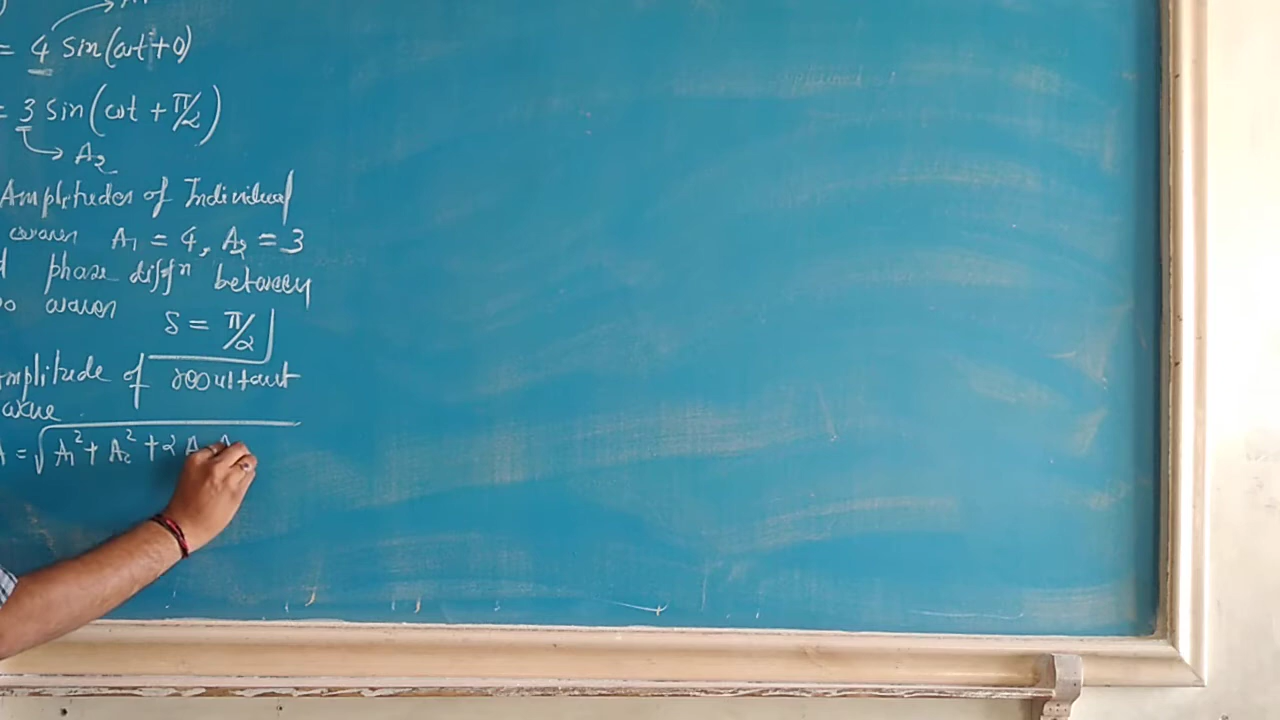 = 4 sin(ωt+0)
= 3 sin(ωt + π/2)
→ A₂
Amplitudes of Individual
waves A₁ = 4, A₂ = 3
phase diffn between
waves
δ = π/2
Amplitude of resultant
wave
A = √A₁² + A₂² + 2 A